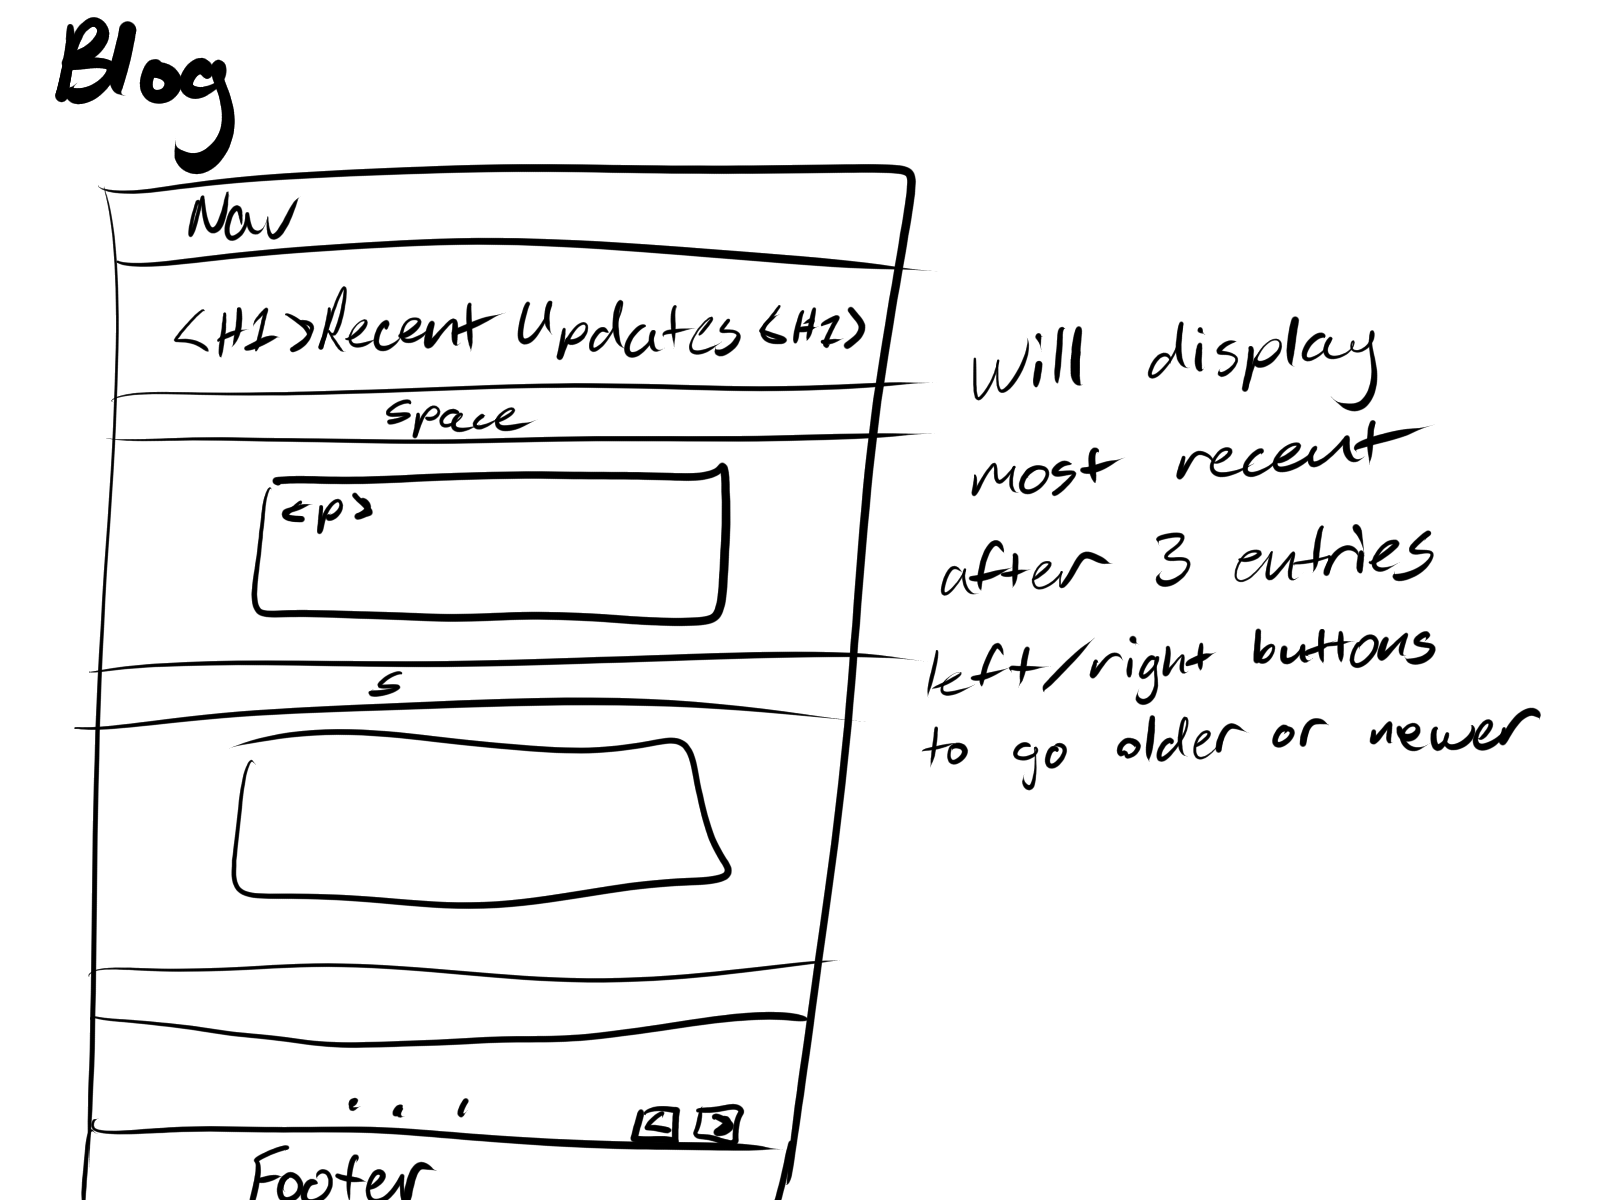 Blog
Nav
<H1>Recent Updates<H1>
Space
<p>
S
. . .
< >
Footer
Will display
most recent
after 3 entries
left/right buttons
to go older or newer